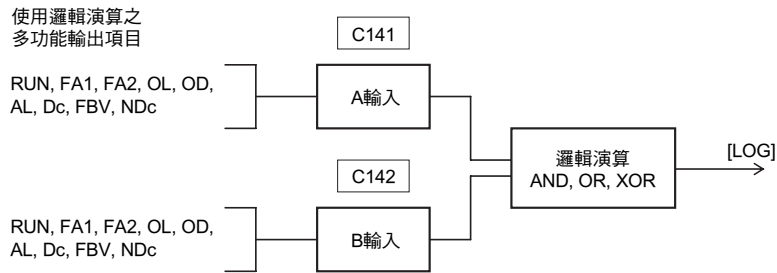 使用邏輯演算之
多功能輸出項目
C141
RUN, FA1, FA2, OL, OD,
AL, Dc, FBV, NDc
A輸入
邏輯演算
AND, OR, XOR
[LOG]
C142
RUN, FA1, FA2, OL, OD,
AL, Dc, FBV, NDc
B輸入